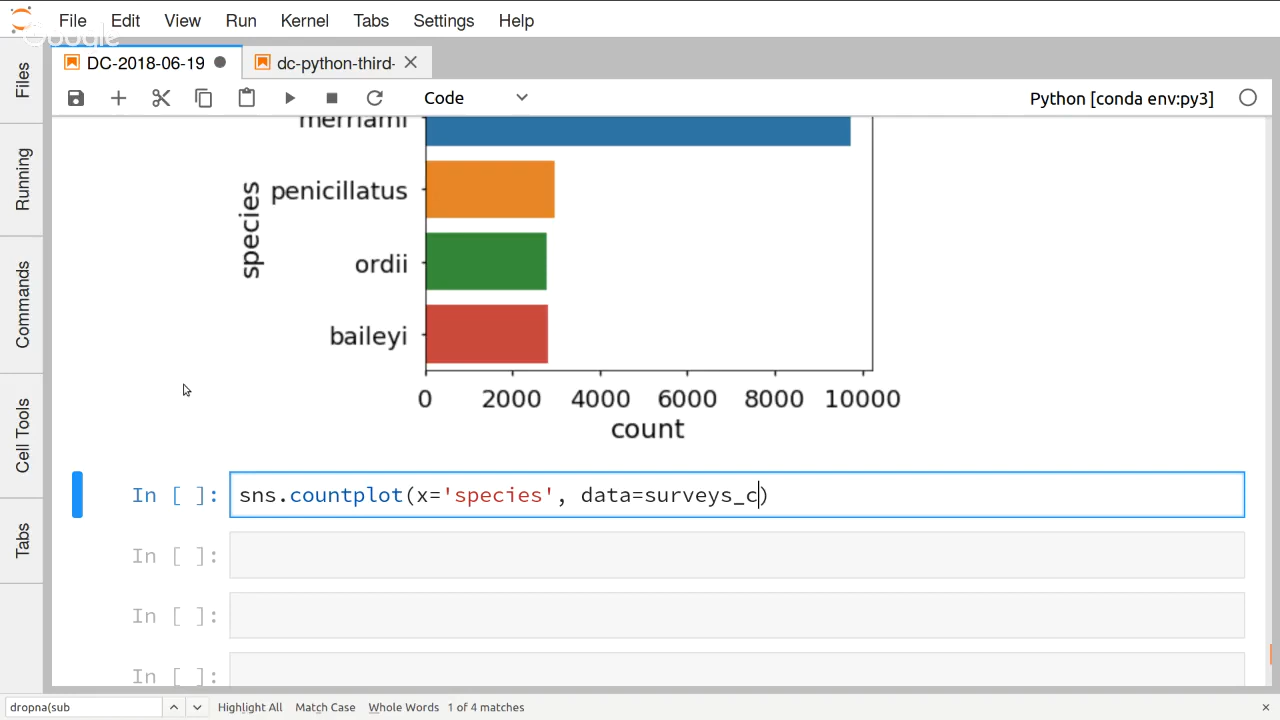 File Edit View Run Kernel Tabs Settings Help
Google
DC-2018-06-19 dc-python-third-
Code Python [conda env:py3]
Files
Running
Commands
Cell Tools
Tabs
merriami
penicillatus
ordii
baileyi
species
0 2000 4000 6000 8000 10000
count
In [ ]: sns.countplot(x='species', data=surveys_c)
In [ ]:
In [ ]:
In [ ]:
dropna(sub Highlight All Match Case Whole Words 1 of 4 matches